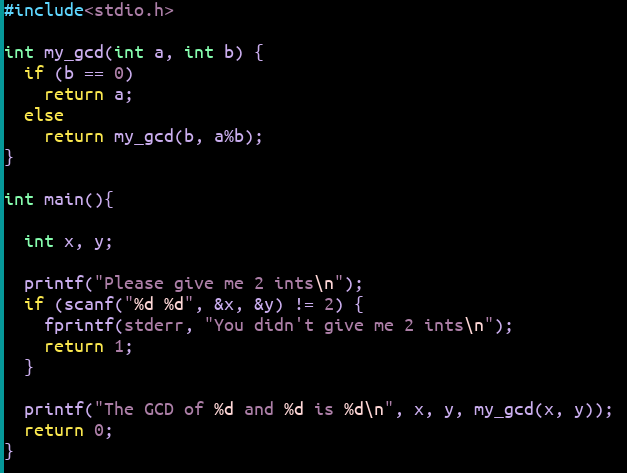 #include<stdio.h>

int my_gcd(int a, int b) {
  if (b == 0)
    return a;
  else
    return my_gcd(b, a%b);
}

int main(){

  int x, y;

  printf("Please give me 2 ints\n");
  if (scanf("%d %d", &x, &y) != 2) {
    fprintf(stderr, "You didn't give me 2 ints\n");
    return 1;
  }

  printf("The GCD of %d and %d is %d\n", x, y, my_gcd(x, y));
  return 0;
}